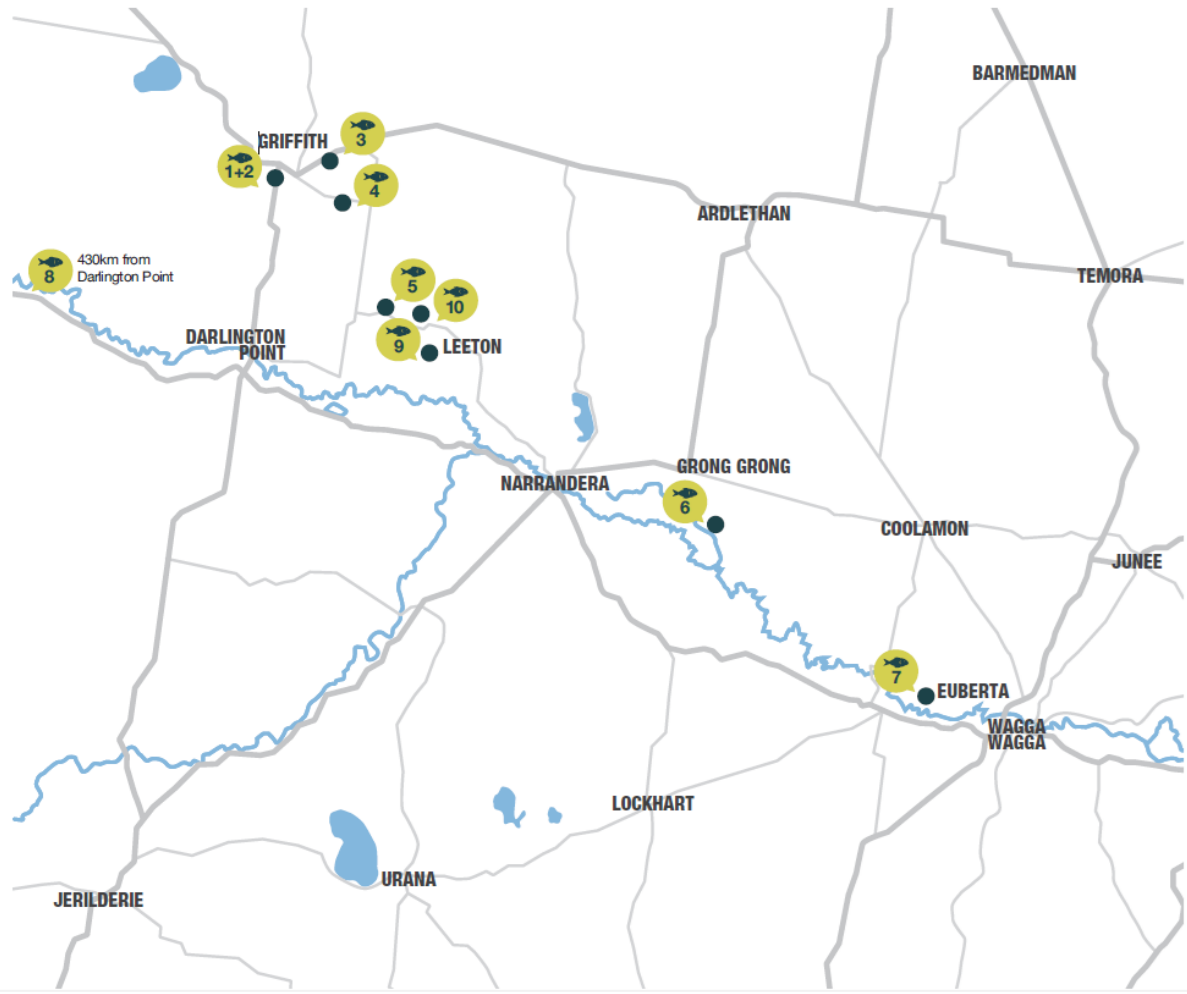 BARMEDMAN
GRIFFITH
3
1+2
4
ARDLETHAN
8
430km from
Darlington Point
TEMORA
5
10
DARLINGTON
POINT
9
LEETON
GRONG GRONG
NARRANDERA
6
COOLAMON
JUNEE
7
EUBERTA
WAGGA
WAGGA
LOCKHART
URANA
JERILDERIE